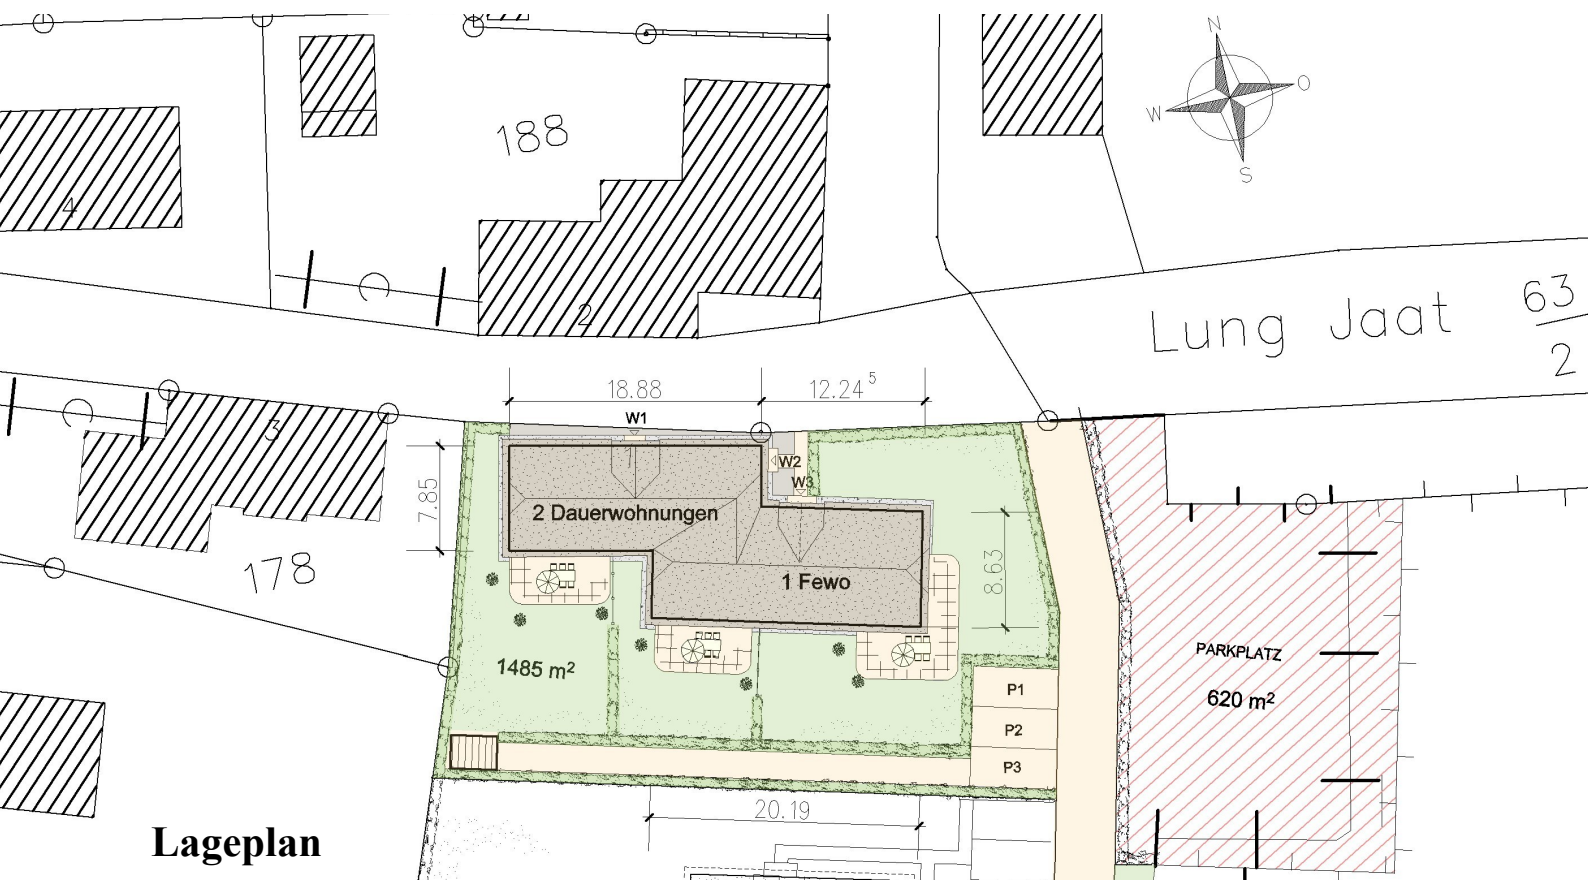 N
O
W
S
188
4
2
Lung Jaat 63
2
18.88 12.24 5
W1
3
W2
W3
7.85
2 Dauerwohnungen
1 Fewo
8.63
178
1485 m²
PARKPLATZ
620 m²
P1
P2
P3
20.19
Lageplan